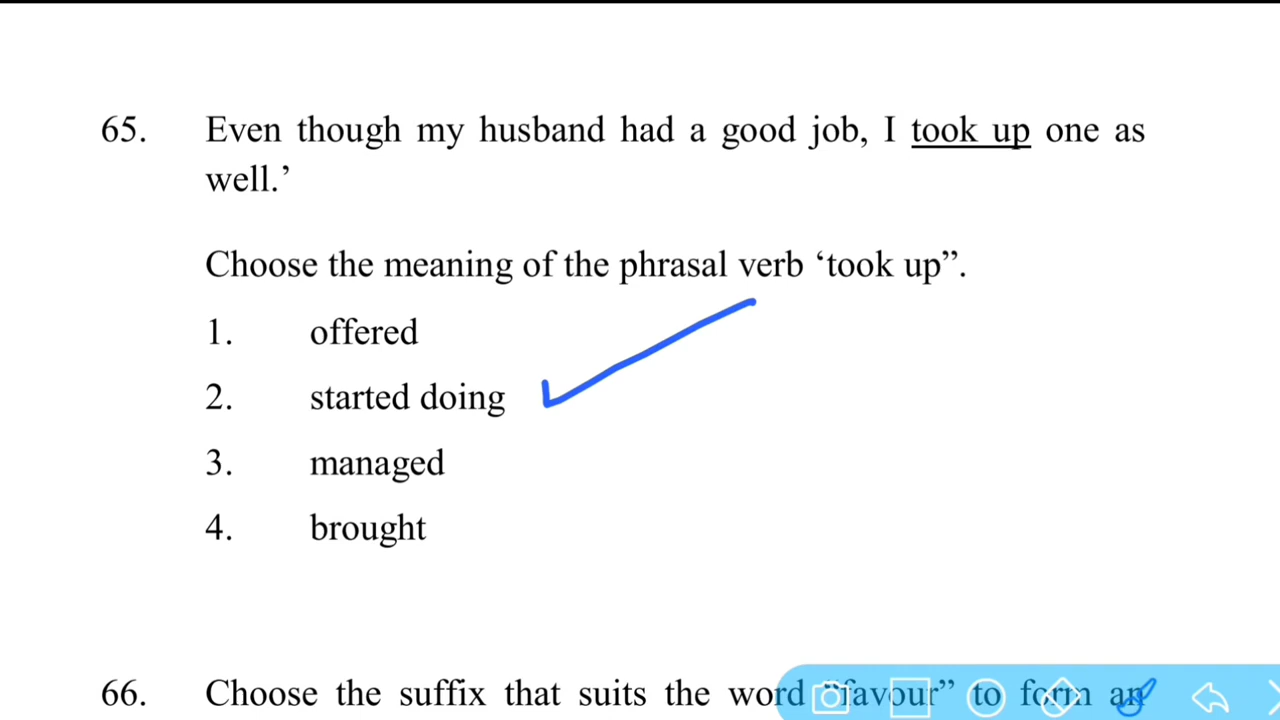 65. Even though my husband had a good job, I took up one as
well.’
Choose the meaning of the phrasal verb ‘took up”.
1. offered
2. started doing
3. managed
4. brought
66. Choose the suffix that suits the word “favour” to form an